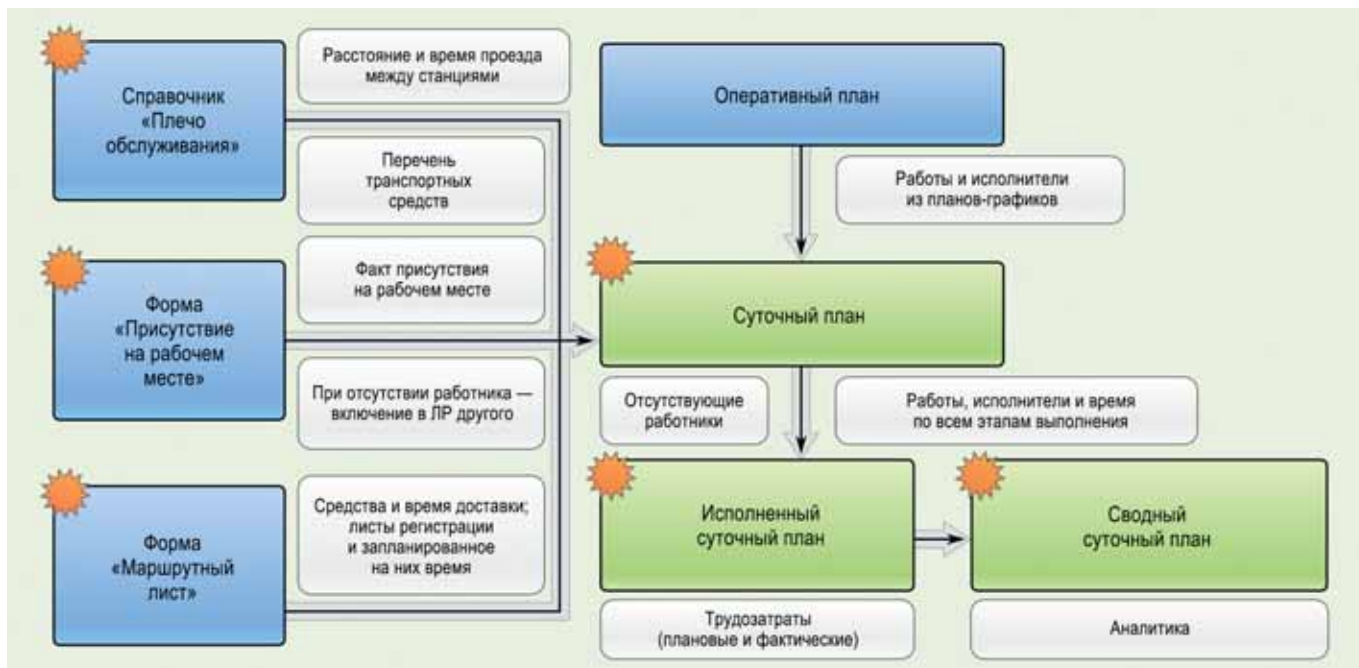 Справочник
«Плечо
обслуживания»
Расстояние и время проезда
между станциями
Перечень
транспортных
средств
Форма
«Присутствие
на рабочем
месте»
Факт присутствия
на рабочем месте
При отсутствии работника —
включение в ЛР другого
Форма
«Маршрутный
лист»
Средства и время доставки;
листы регистрации
и запланированное
на них время
Оперативный план
Работы и исполнители
из планов-графиков
Суточный план
Отсутствующие
работники
Работы, исполнители и время
по всем этапам выполнения
Исполненный
суточный план
Сводный
суточный план
Трудозатраты
(плановые и фактические)
Аналитика